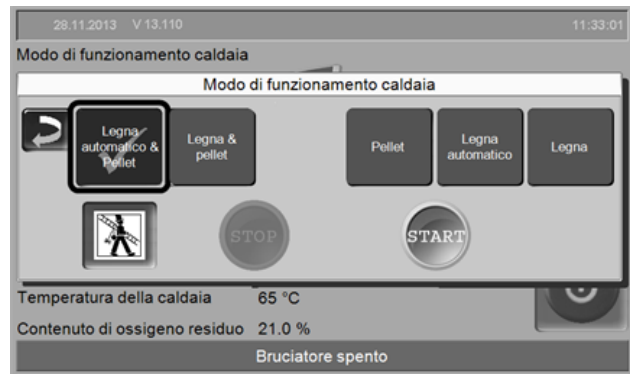 28.11.2013 V 13.110 11:33:01
Modo di funzionamento caldaia
Modo di funzionamento caldaia
Legna automatico & Pellet
Legna & pellet
Pellet
Legna automatico
Legna
STOP
START
Temperatura della caldaia 65 °C
Contenuto di ossigeno residuo 21.0 %
Bruciatore spento